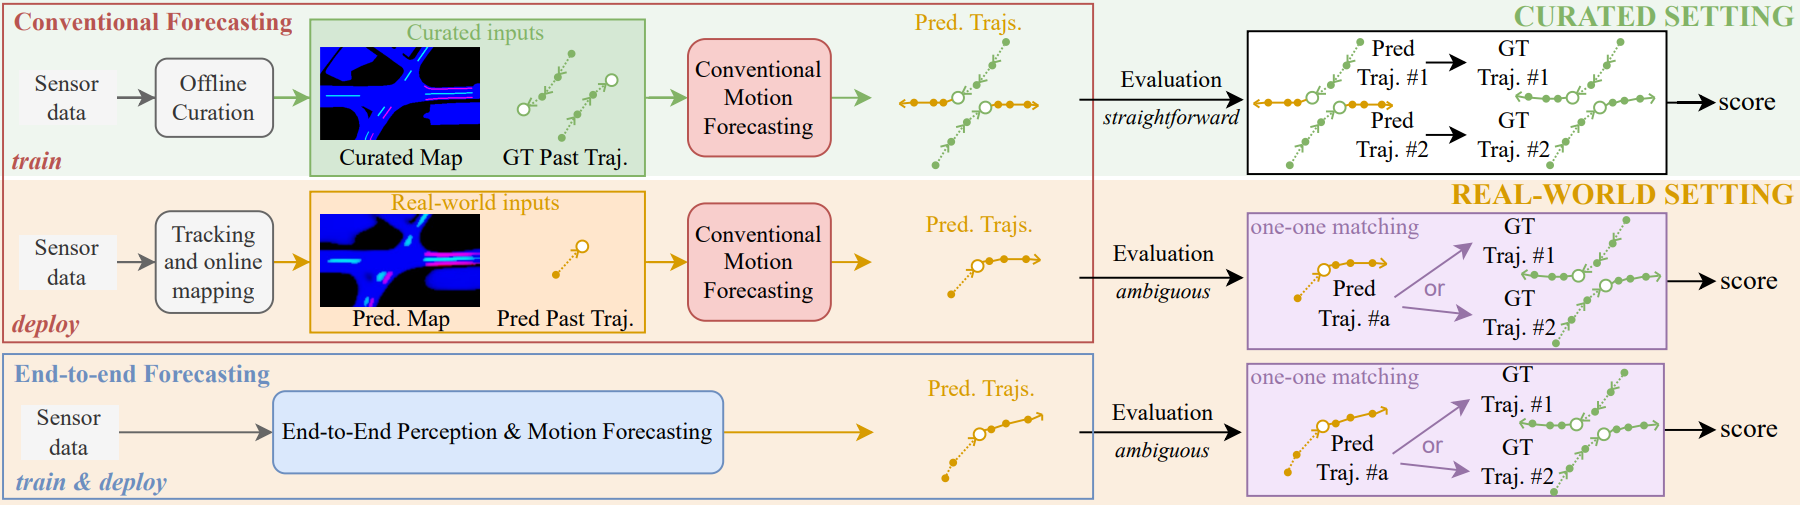 Conventional Forecasting
CURATED SETTING
Curated inputs
Pred. Trajs.
Sensor
data
Offline
Curation
Curated Map
GT Past Traj.
Conventional
Motion
Forecasting
train
Evaluation
straightforward
Pred
Traj. #1
GT
Traj. #1
Pred
Traj. #2
GT
Traj. #2
score
REAL-WORLD SETTING
Real-world inputs
Pred. Trajs.
Sensor
data
Tracking
and online
mapping
Pred. Map
Pred Past Traj.
Conventional
Motion
Forecasting
deploy
Evaluation
ambiguous
one-one matching
Pred
Traj. #a
or
GT
Traj. #1
GT
Traj. #2
score
End-to-end Forecasting
Sensor
data
End-to-End Perception & Motion Forecasting
Pred. Trajs.
train & deploy
Evaluation
ambiguous
one-one matching
Pred
Traj. #a
or
GT
Traj. #1
GT
Traj. #2
score